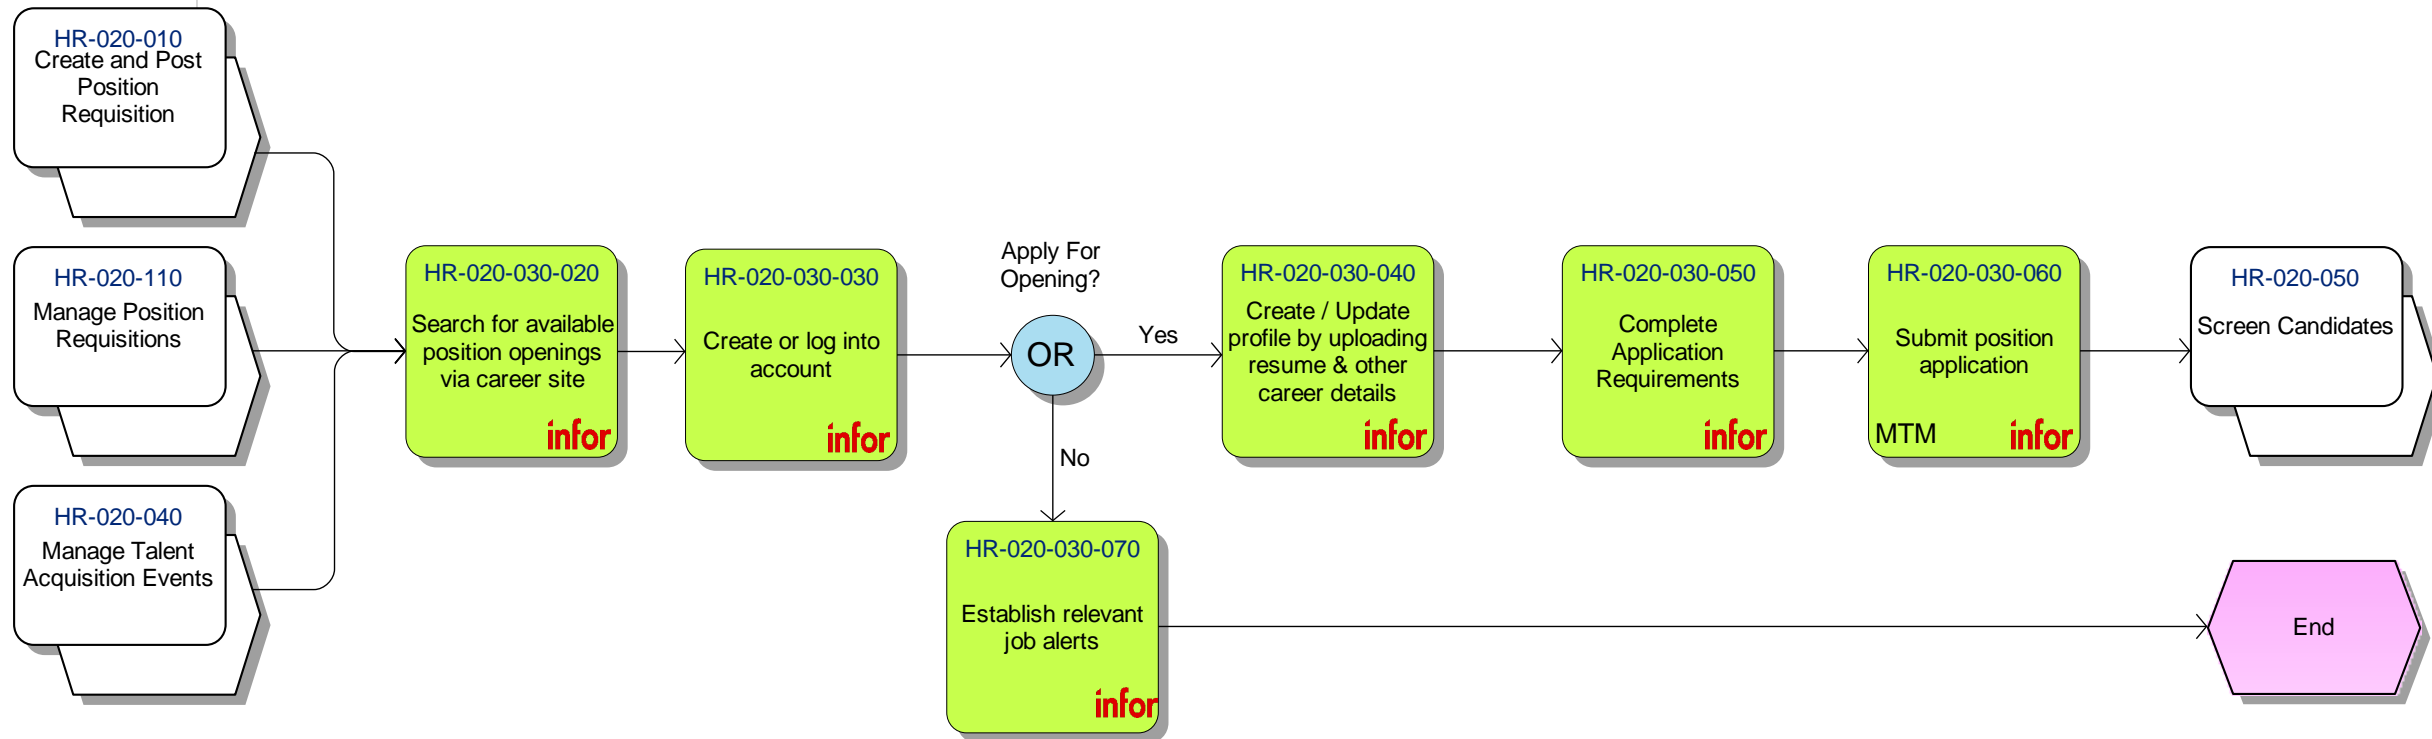 HR-020-010
Create and Post
Position
Requisition
HR-020-110
Manage Position
Requisitions
HR-020-040
Manage Talent
Acquisition Events
HR-020-030-020
Search for available
position openings
via career site
infor
HR-020-030-030
Create or log into
account
infor
Apply For
Opening?
OR
Yes
No
HR-020-030-040
Create / Update
profile by uploading
resume & other
career details
infor
HR-020-030-050
Complete
Application
Requirements
infor
HR-020-030-060
Submit position
application
MTM infor
HR-020-050
Screen Candidates
HR-020-030-070
Establish relevant
job alerts
infor
End